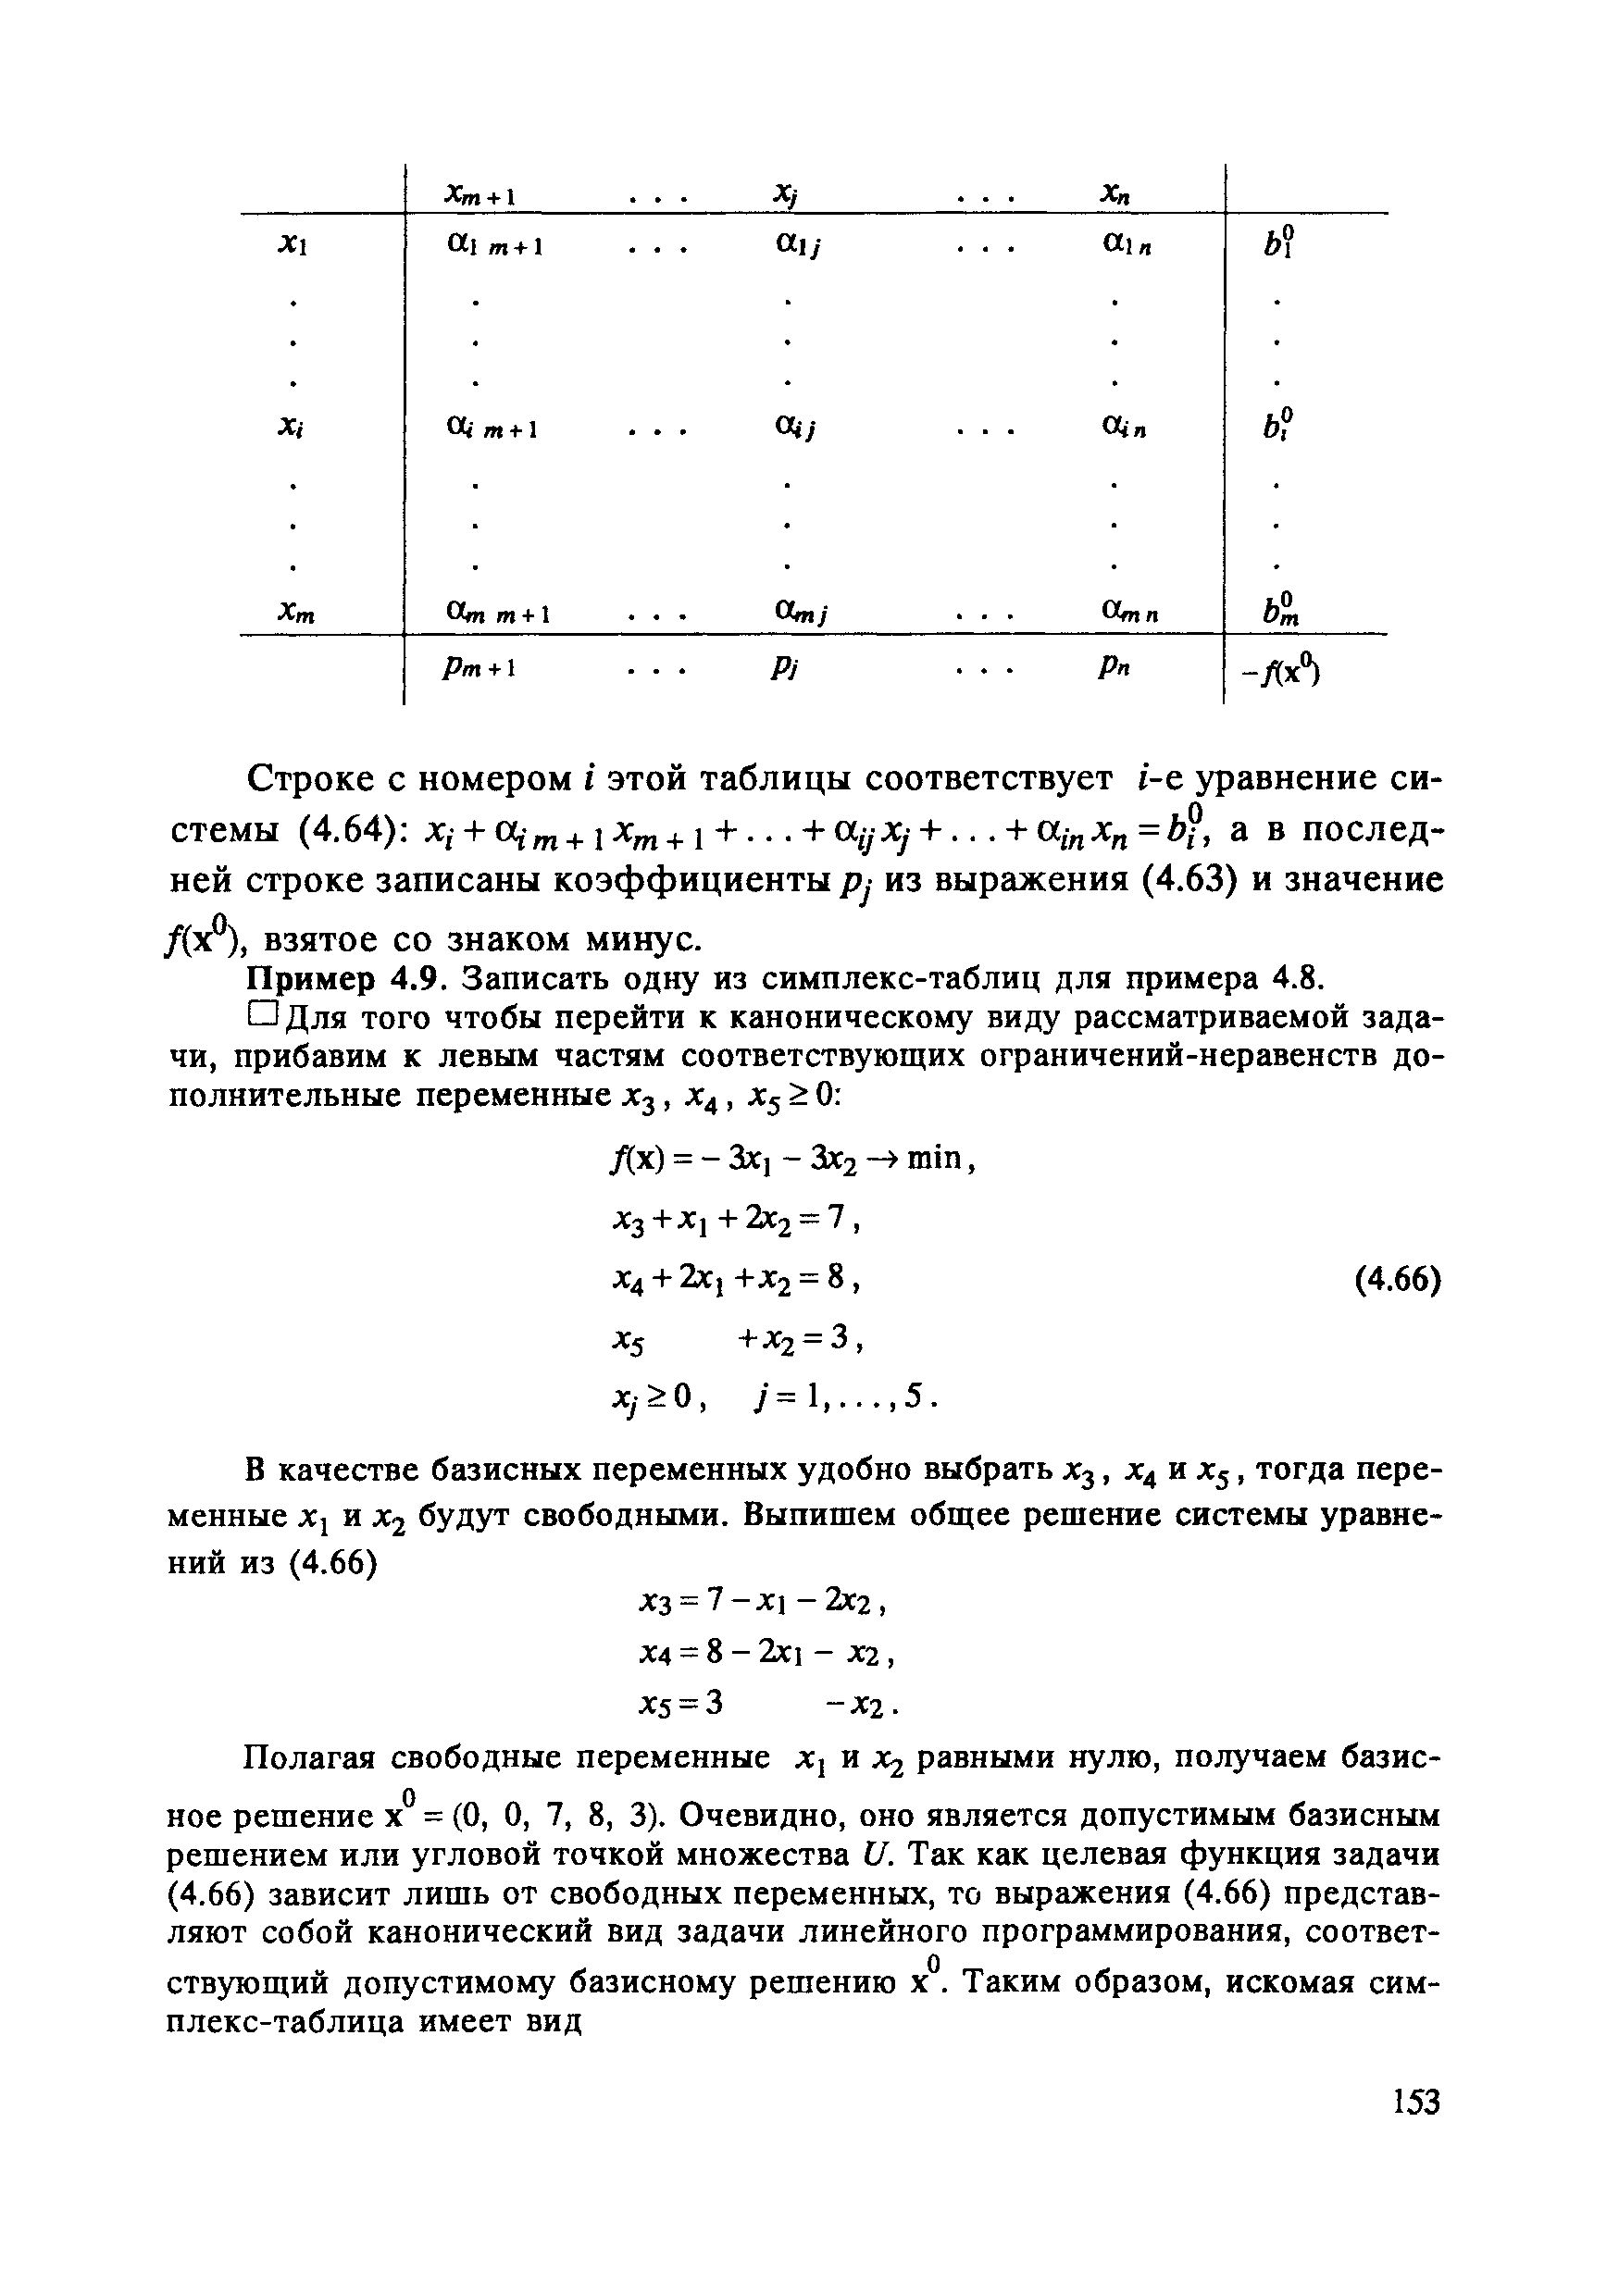 x_{m+1} . . . x_j . . . x_n
x_1 α_{1 m+1} . . . α_{1j} . . . α_{1n} b_1^0
. . . . .
. . . . .
. . . . .
x_i α_{i m+1} . . . α_{ij} . . . α_{in} b_i^0
. . . . .
. . . . .
. . . . .
x_m α_{m m+1} . . . α_{mj} . . . α_{mn} b_m^0
p_{m+1} . . . p_j . . . p_n -f(x^0)
Строке с номером i этой таблицы соответствует i-е уравнение си-
стемы (4.64): x_i + α_{i m+1} x_{m+1} + . . . + α_{ij} x_j + . . . + α_{in} x_n = b_i^0, а в послед-
ней строке записаны коэффициенты p_j из выражения (4.63) и значение
f(x^0), взятое со знаком минус.
Пример 4.9. Записать одну из симплекс-таблиц для примера 4.8.
□ Для того чтобы перейти к каноническому виду рассматриваемой зада-
чи, прибавим к левым частям соответствующих ограничений-неравенств до-
полнительные переменные x_3, x_4, x_5 ≥ 0:
f(x) = − 3x_1 − 3x_2 → min,
x_3 + x_1 + 2x_2 = 7,
x_4 + 2x_1 + x_2 = 8, (4.66)
x_5 + x_2 = 3,
x_j ≥ 0, j = 1, . . . , 5.
В качестве базисных переменных удобно выбрать x_3, x_4 и x_5, тогда пере-
менные x_1 и x_2 будут свободными. Выпишем общее решение системы уравне-
ний из (4.66)
x_3 = 7 − x_1 − 2x_2,
x_4 = 8 − 2x_1 − x_2,
x_5 = 3 − x_2.
Полагая свободные переменные x_1 и x_2 равными нулю, получаем базис-
ное решение x^0 = (0, 0, 7, 8, 3). Очевидно, оно является допустимым базисным
решением или угловой точкой множества U. Так как целевая функция задачи
(4.66) зависит лишь от свободных переменных, то выражения (4.66) представ-
ляют собой канонический вид задачи линейного программирования, соответ-
ствующий допустимому базисному решению x^0. Таким образом, искомая сим-
плекс-таблица имеет вид
153